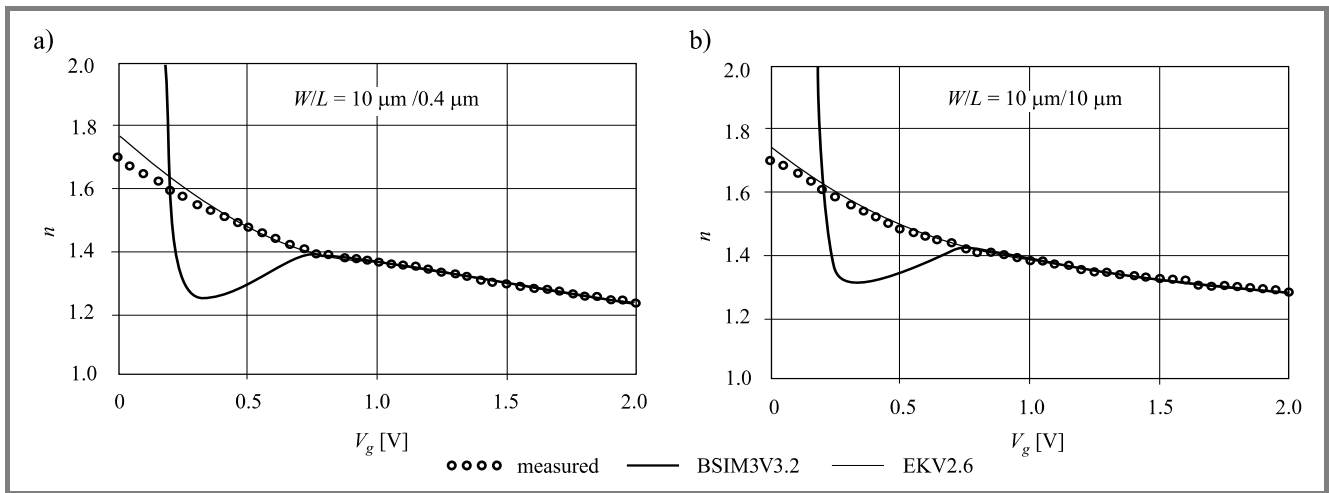 a)
W/L = 10 μm /0.4 μm
2.0
1.8
1.6
1.4
1.2
1.0
n
0 0.5 1.0 1.5 2.0
V_g [V]
b)
W/L = 10 μm/10 μm
2.0
1.8
1.6
1.4
1.2
1.0
n
0 0.5 1.0 1.5 2.0
V_g [V]
measured BSIM3V3.2 EKV2.6